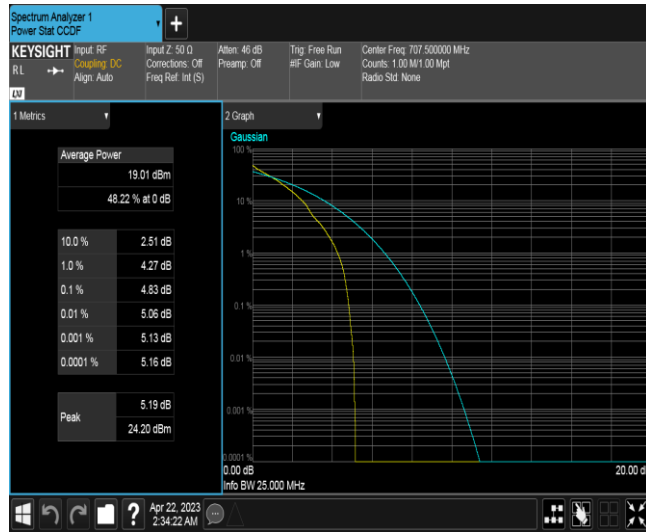 Spectrum Analyzer 1
Power Stat CCDF
+
KEYSIGHT
RL
LXI
Input: RF
Coupling: DC
Align: Auto
Input Z: 50 Ω
Corrections: Off
Freq Ref: Int (S)
Atten: 46 dB
Preamp: Off
Trig: Free Run
#IF Gain: Low
Center Freq: 707.500000 MHz
Counts: 1.00 M/1.00 Mpt
Radio Std: None
1 Metrics
Average Power
19.01 dBm
48.22 % at 0 dB
10.0 % 2.51 dB
1.0 % 4.27 dB
0.1 % 4.83 dB
0.01 % 5.06 dB
0.001 % 5.13 dB
0.0001 % 5.16 dB
Peak
5.19 dB
24.20 dBm
2 Graph
Gaussian
100 %
10 %
1 %
0.1 %
0.01 %
0.001 %
0.0001 %
0.00 dB
Info BW 25.000 MHz
?
Apr 22, 2023
2:34:22 AM